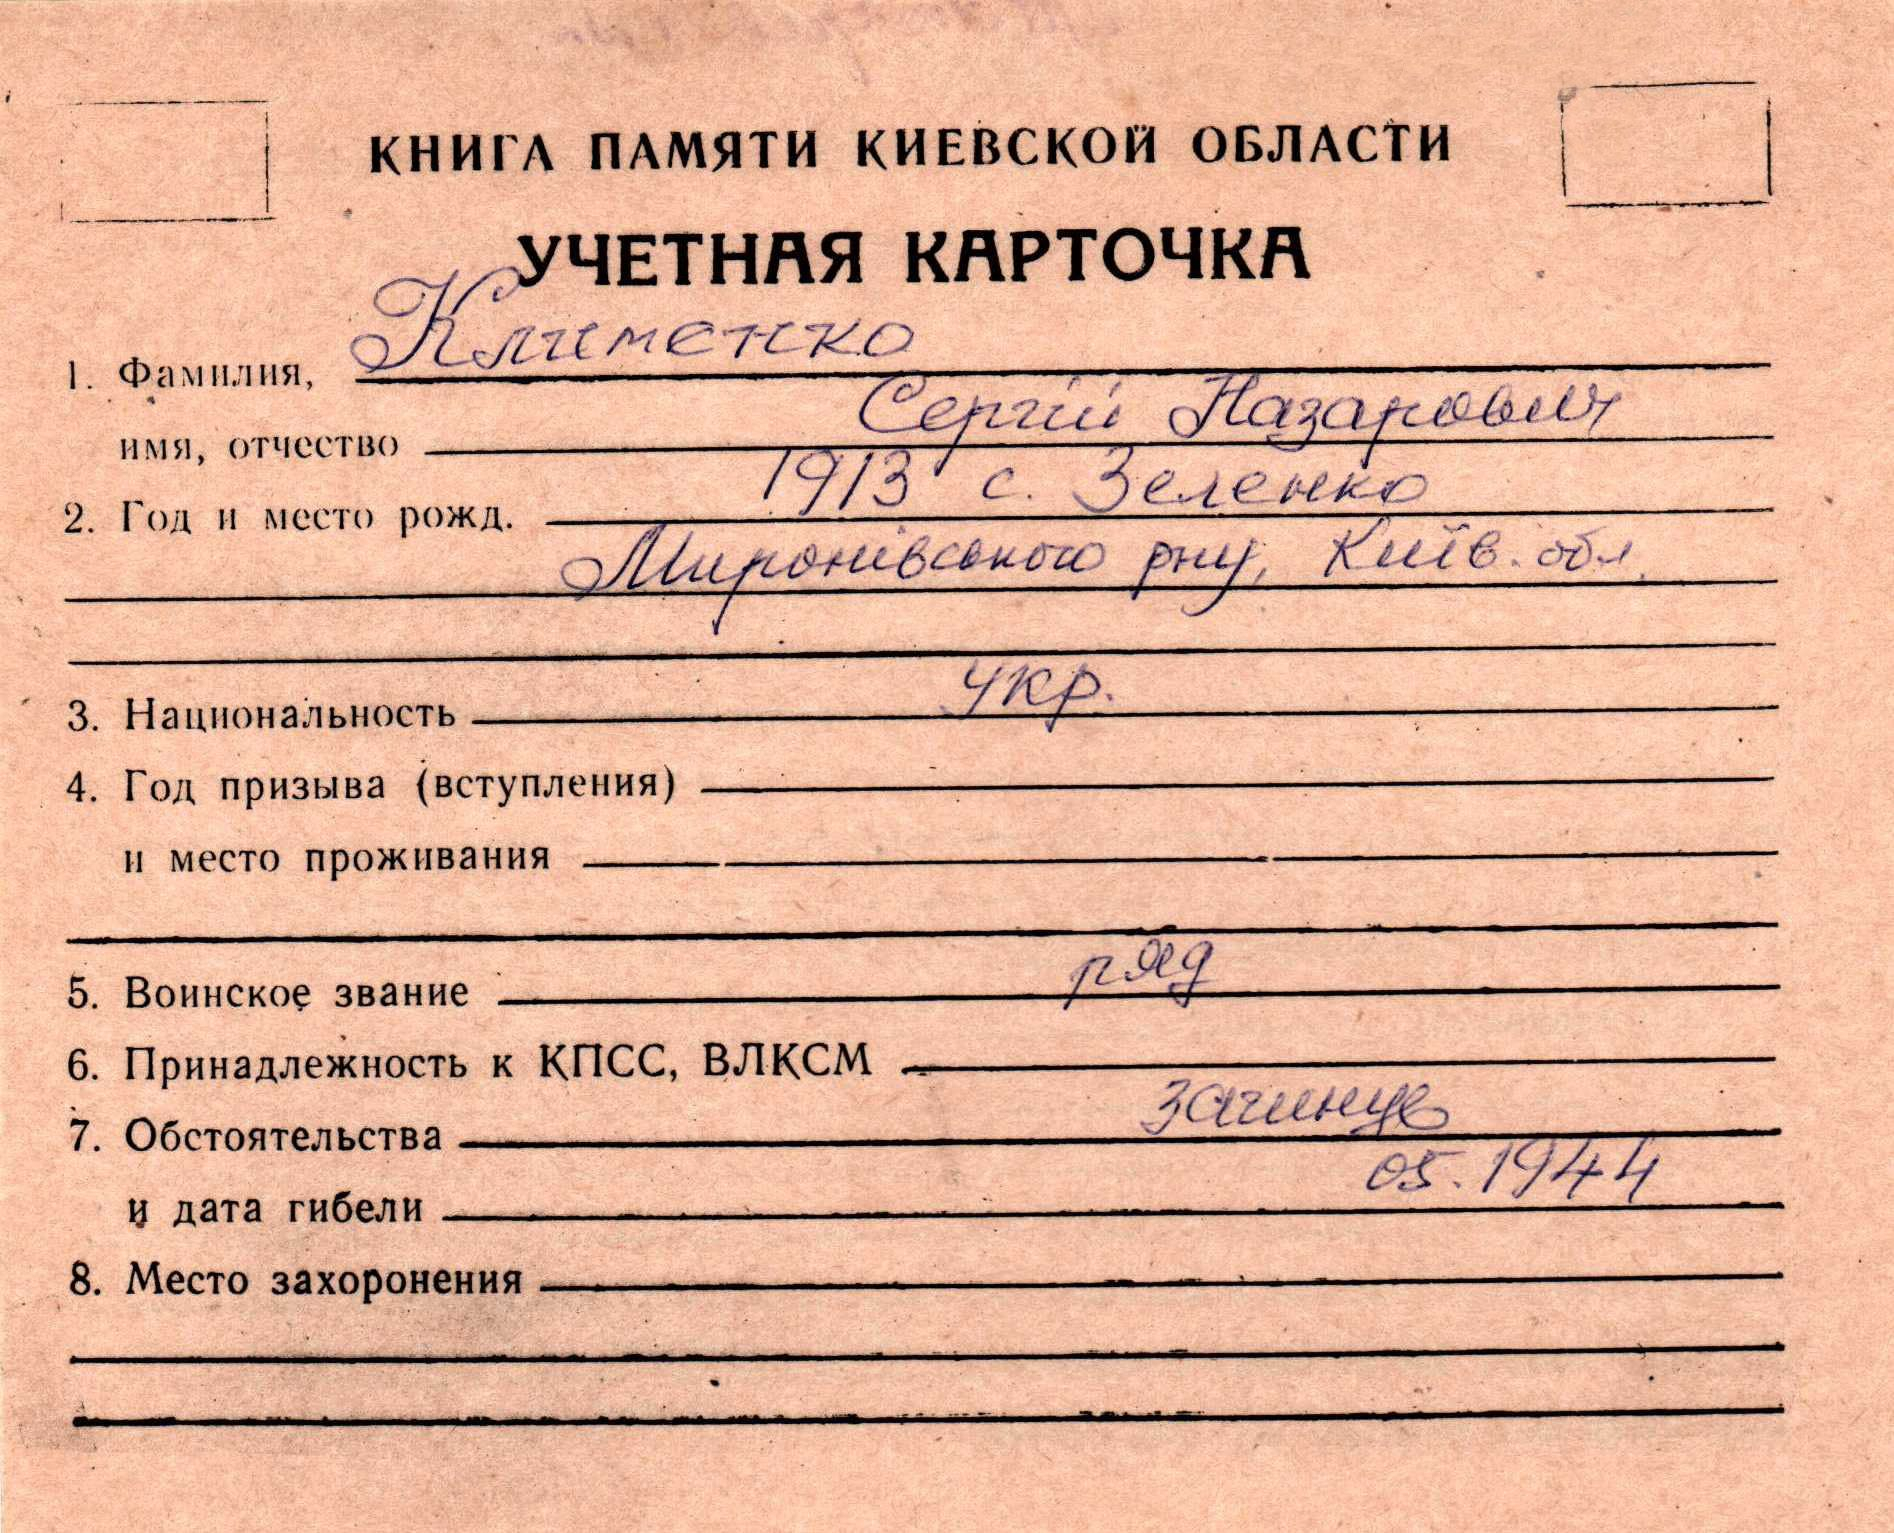 КНИГА ПАМЯТИ КИЕВСКОЙ ОБЛАСТИ
УЧЕТНАЯ КАРТОЧКА
1. Фамилия, Клименко
имя, отчество Сергій Назарович
2. Год и место рожд. 1913 с. Зеленко
Миронівського рну, Київ. обл.
3. Национальность укр.
4. Год призыва (вступления)
и место проживания
5. Воинское звание ряд
6. Принадлежность к КПСС, ВЛКСМ
7. Обстоятельства загинув
и дата гибели 05.1944
8. Место захоронения